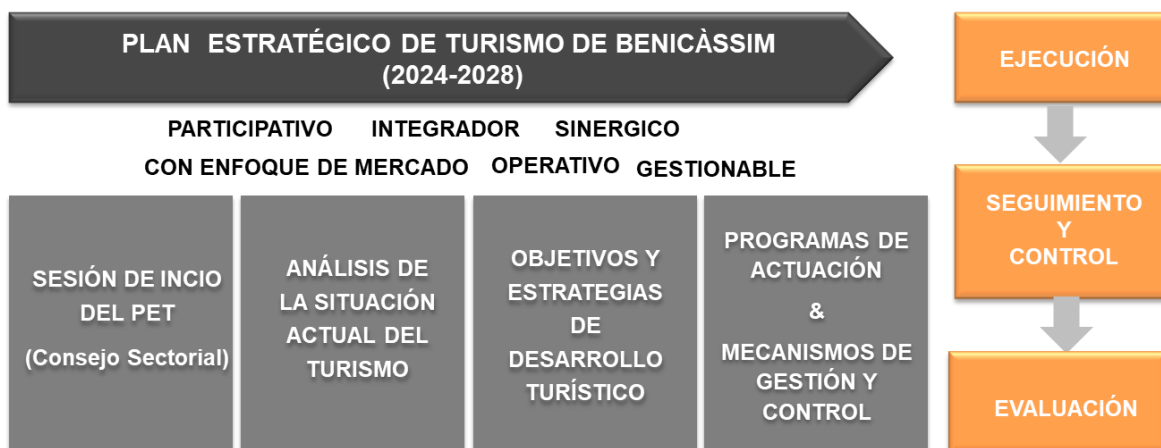 PLAN ESTRATÉGICO DE TURISMO DE BENICÀSSIM
(2024-2028)
PARTICIPATIVO INTEGRADOR SINERGICO
CON ENFOQUE DE MERCADO OPERATIVO GESTIONABLE
SESIÓN DE INCIO
DEL PET
(Consejo Sectorial)
ANÁLISIS DE
LA SITUACIÓN
ACTUAL DEL
TURISMO
OBJETIVOS Y
ESTRATEGIAS
DE
DESARROLLO
TURÍSTICO
PROGRAMAS DE
ACTUACIÓN
&
MECANISMOS DE
GESTIÓN Y
CONTROL
EJECUCIÓN
SEGUIMIENTO
Y
CONTROL
EVALUACIÓN